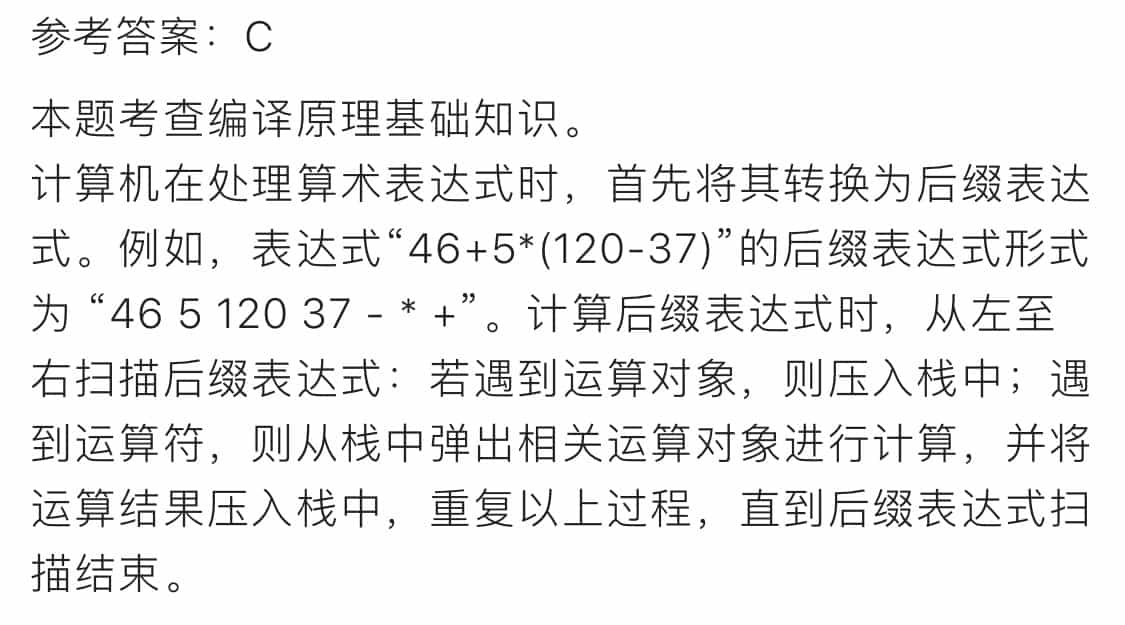 参考答案：C
本题考查编译原理基础知识。
计算机在处理算术表达式时，首先将其转换为后缀表达
式。例如，表达式“46+5*(120-37)”的后缀表达式形式
为 “46 5 120 37 - * +”。计算后缀表达式时，从左至
右扫描后缀表达式：若遇到运算对象，则压入栈中；遇
到运算符，则从栈中弹出相关运算对象进行计算，并将
运算结果压入栈中，重复以上过程，直到后缀表达式扫
描结束。